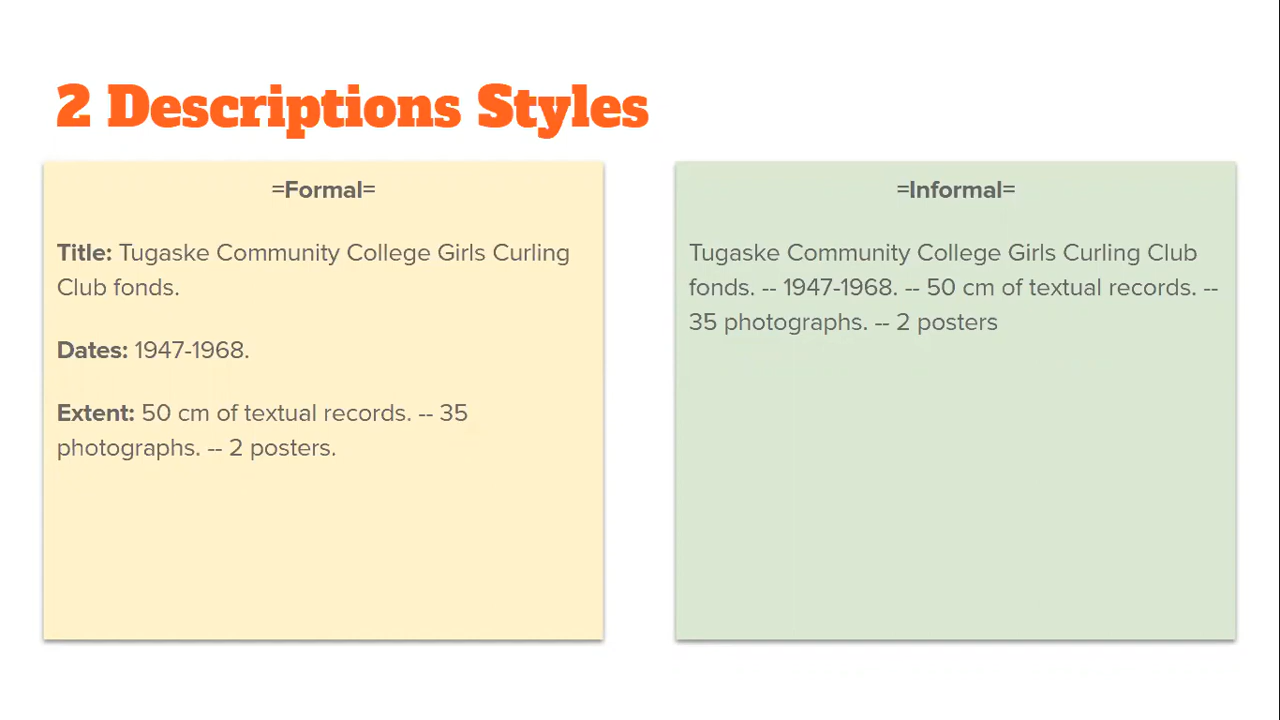 2 Descriptions Styles
=Formal=
Title: Tugaske Community College Girls Curling
Club fonds.
Dates: 1947-1968.
Extent: 50 cm of textual records. -- 35
photographs. -- 2 posters.
=Informal=
Tugaske Community College Girls Curling Club
fonds. -- 1947-1968. -- 50 cm of textual records. --
35 photographs. -- 2 posters